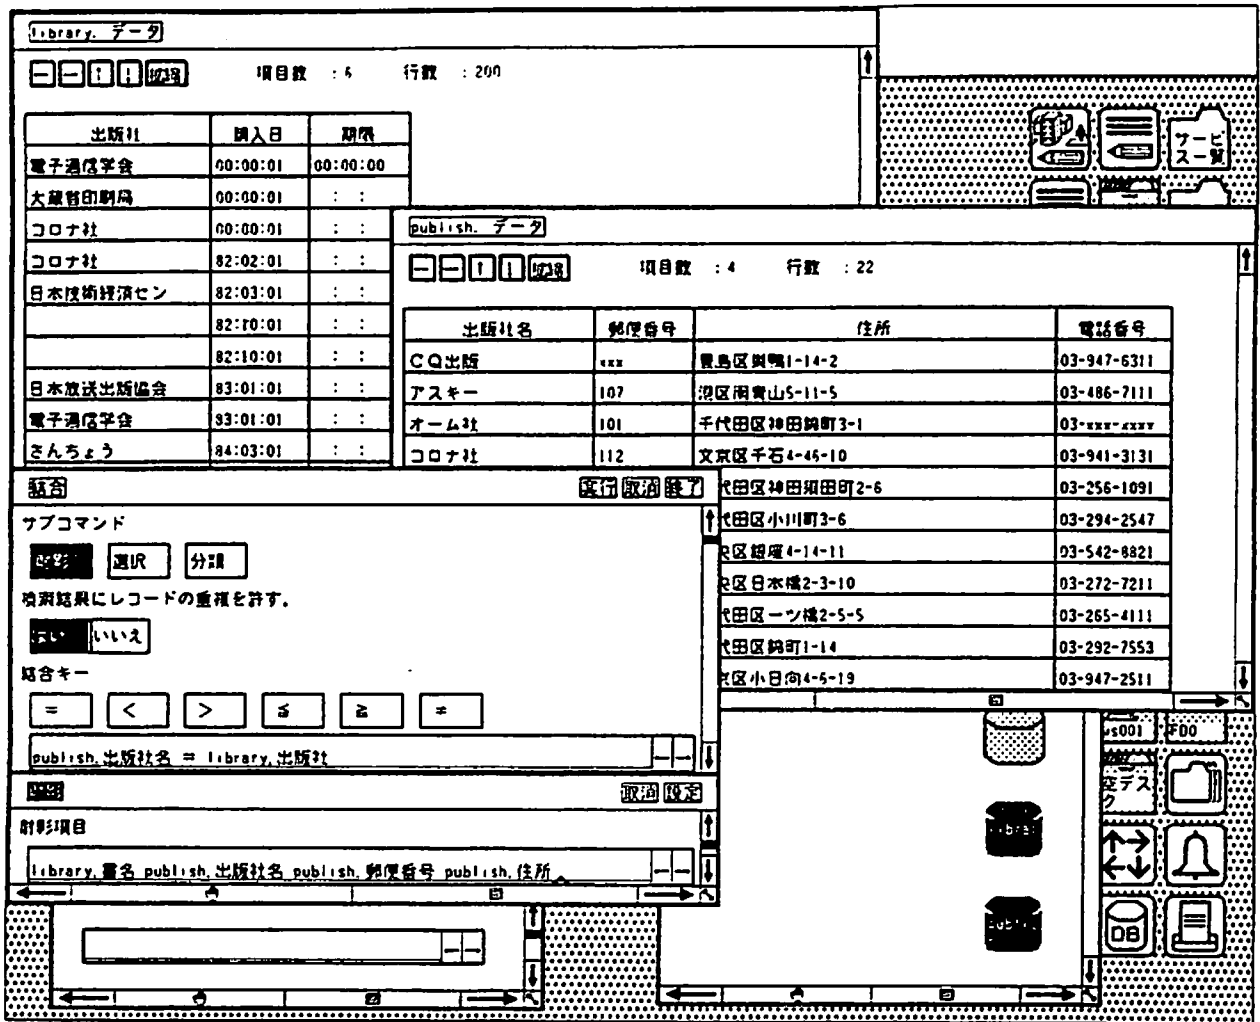 library. データ
項目数 : 6 行数 : 200
出版社 購入日 期限
電子通信学会 00:00:01 00:00:00
大蔵省印刷局 00:00:01 : :
コロナ社 00:00:01 : :
コロナ社 82:02:01 : :
日本技術経済セン 82:03:01 : :
82:10:01 : :
82:10:01 : :
日本放送出版協会 83:01:01 : :
電子通信学会 83:01:01 : :
さんちょう 84:03:01 : :
サービ
ス一覧
publish. データ
項目数 : 4 行数 : 22
出版社名 郵便番号 住所 電話番号
CQ出版 xxx 豊島区巣鴨1-14-2 03-947-6311
アスキー 107 港区南青山5-11-5 03-486-7111
オーム社 101 千代田区神田錦町3-1 03-xxx-xxxx
コロナ社 112 文京区千石4-46-10 03-941-3131
代田区神田須田町2-6 03-256-1091
代田区小川町3-6 03-294-2547
央区銀座4-14-11 03-542-8821
央区日本橋2-3-10 03-272-7211
代田区一ツ橋2-5-5 03-265-4111
代田区錦町1-14 03-292-7553
京区小日向4-6-19 03-947-2511
結合 実行 取消 終了
サブコマンド
射影 選択 分類
検索結果にレコードの重複を許す。
はい いいえ
結合キー
= < > ≦ ≧ ≠
publish.出版社名 = library.出版社
射影 取消 設定
射影項目
library.書名 publish.出版社名 publish.郵便番号 publish.住所
FD0
空デス
ク
DB